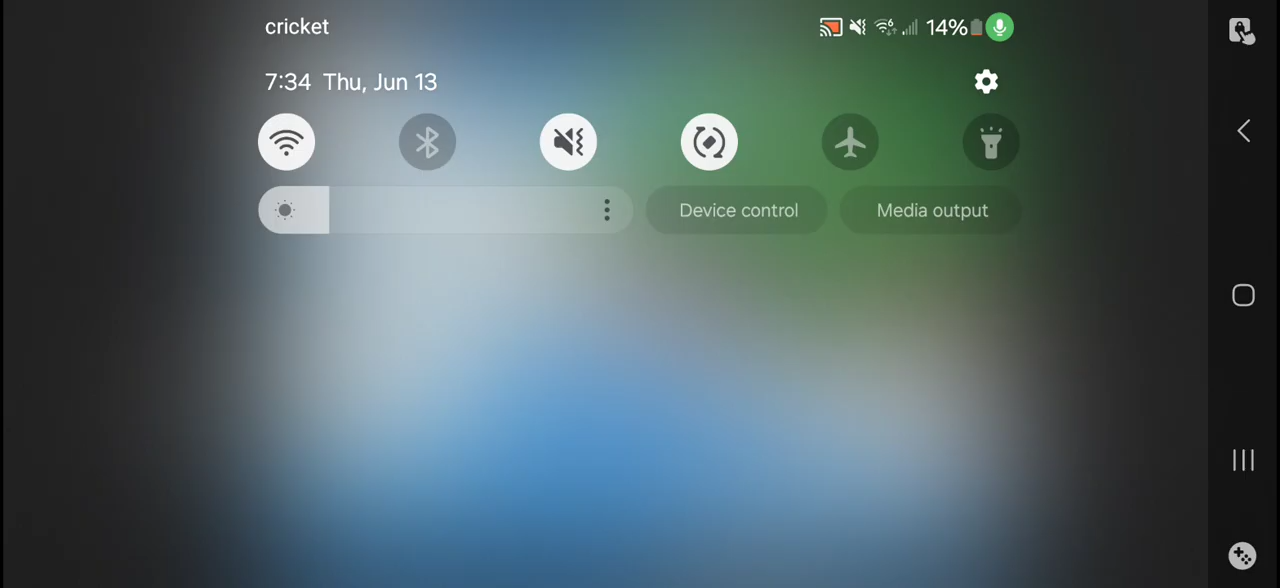 cricket
14%
7:34 Thu, Jun 13
Device control
Media output